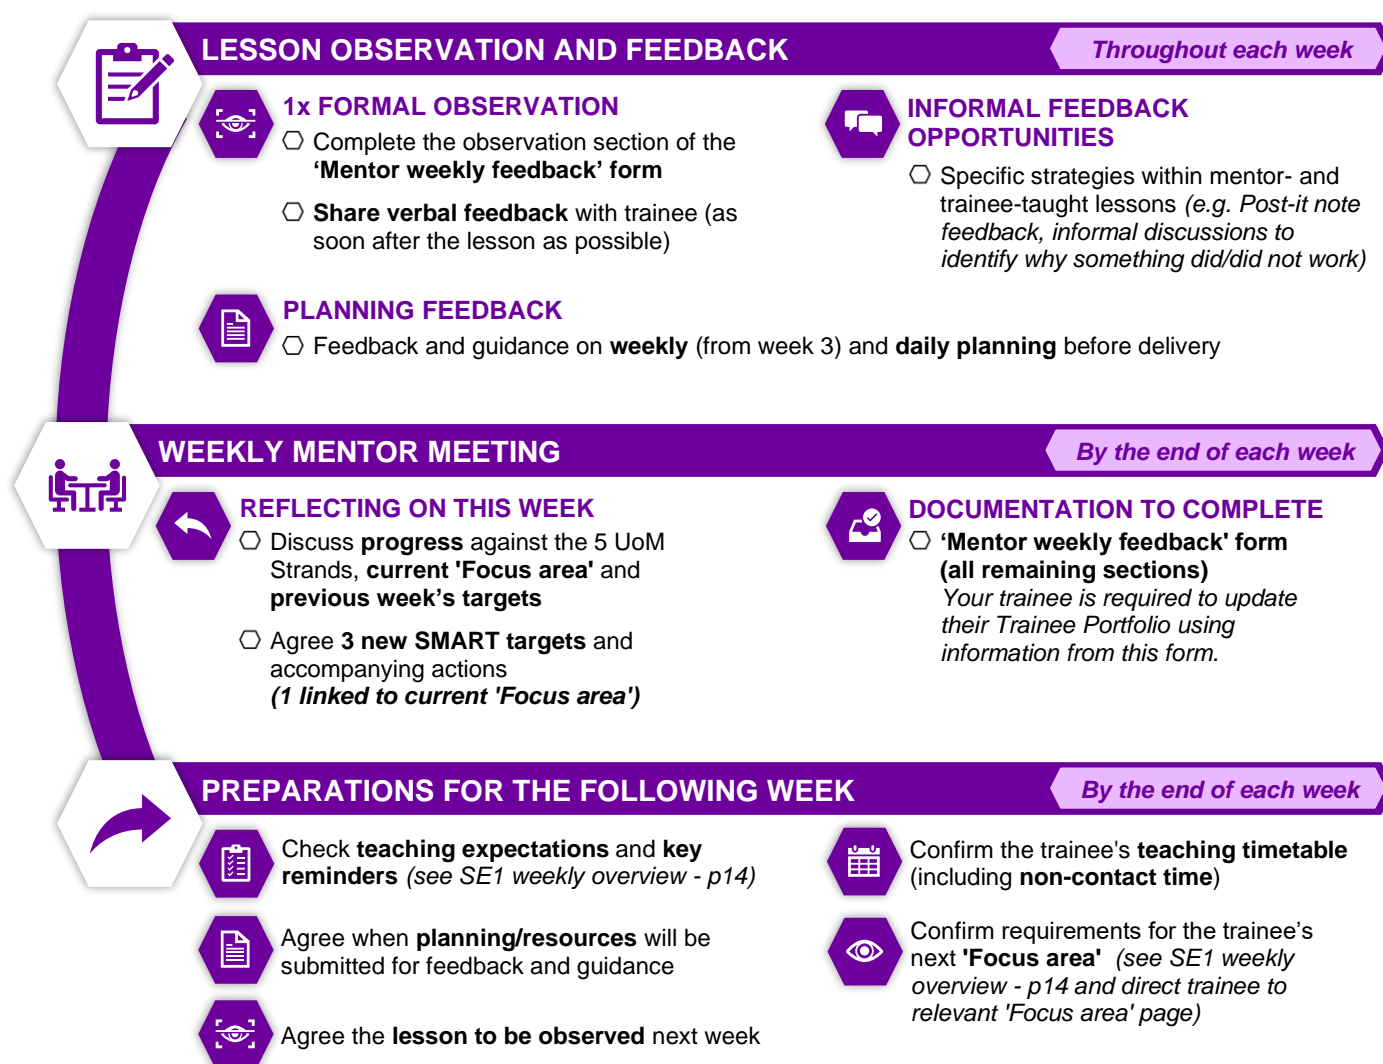 LESSON OBSERVATION AND FEEDBACK
Throughout each week
1x FORMAL OBSERVATION
Complete the observation section of the
‘Mentor weekly feedback’ form
Share verbal feedback with trainee (as
soon after the lesson as possible)
INFORMAL FEEDBACK
OPPORTUNITIES
Specific strategies within mentor- and
trainee-taught lessons (e.g. Post-it note
feedback, informal discussions to
identify why something did/did not work)
PLANNING FEEDBACK
Feedback and guidance on weekly (from week 3) and daily planning before delivery
WEEKLY MENTOR MEETING
By the end of each week
REFLECTING ON THIS WEEK
Discuss progress against the 5 UoM
Strands, current 'Focus area' and
previous week’s targets
Agree 3 new SMART targets and
accompanying actions
(1 linked to current 'Focus area')
DOCUMENTATION TO COMPLETE
‘Mentor weekly feedback' form
(all remaining sections)
Your trainee is required to update
their Trainee Portfolio using
information from this form.
PREPARATIONS FOR THE FOLLOWING WEEK
By the end of each week
Check teaching expectations and key
reminders (see SE1 weekly overview - p14)
Agree when planning/resources will be
submitted for feedback and guidance
Agree the lesson to be observed next week
Confirm the trainee's teaching timetable
(including non-contact time)
Confirm requirements for the trainee’s
next 'Focus area' (see SE1 weekly
overview - p14 and direct trainee to
relevant 'Focus area' page)